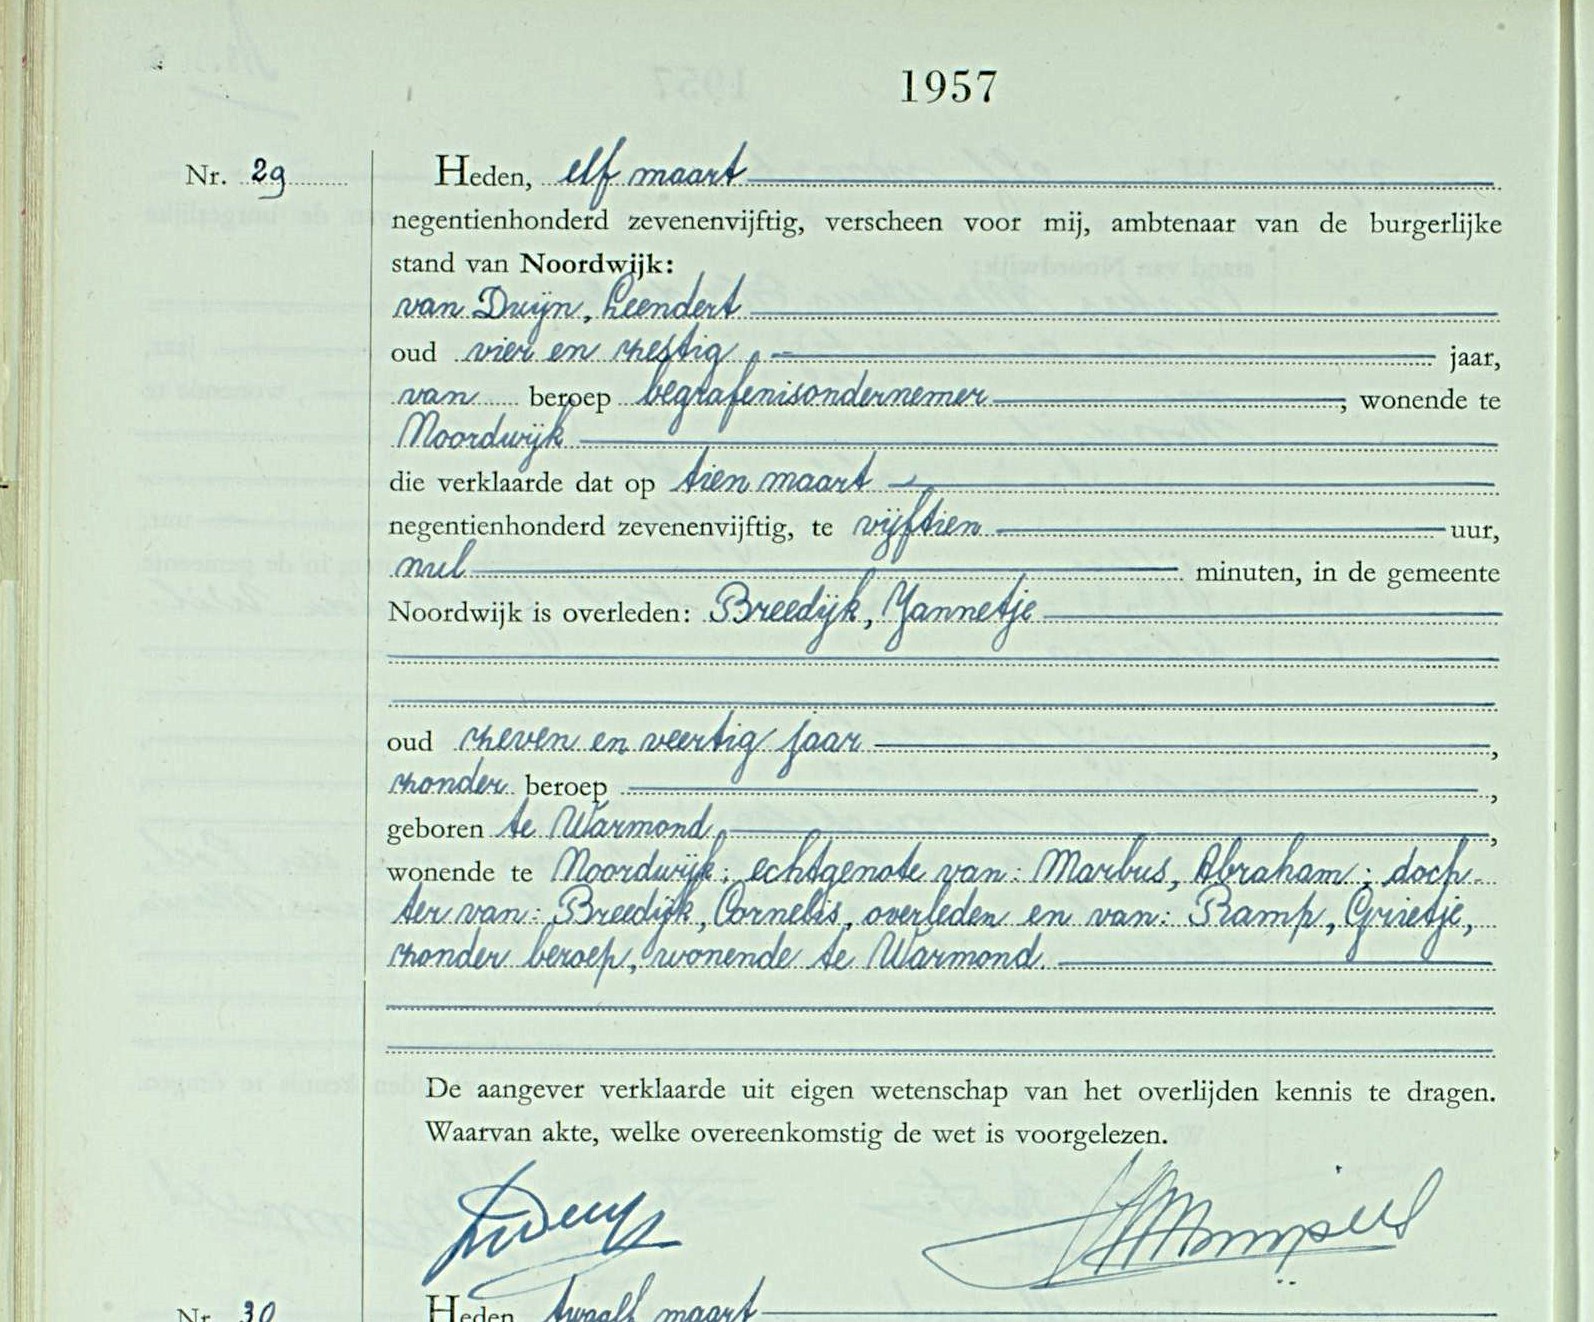 1957
Nr. 29 Heden, elf maart
negentienhonderd zevenenvijftig, verscheen voor mij, ambtenaar van de burgerlijke
stand van Noordwijk:
van Duijn, Leendert
oud vier en zestig, jaar,
van beroep begrafenisondernemer, wonende te
Noordwijk
die verklaarde dat op tien maart
negentienhonderd zevenenvijftig, te vijftien uur,
nul minuten, in de gemeente
Noordwijk is overleden: Breedijk, Jannetje
oud zeven en veertig jaar,
zonder beroep ,
geboren te Warmond,
wonende te Noordwijk; echtgenote van: Marbus, Abraham; doch-
ter van: Breedijk, Cornelis, overleden en van: Ramp, Grietje,
zonder beroep, wonende te Warmond.
De aangever verklaarde uit eigen wetenschap van het overlijden kennis te dragen.
Waarvan akte, welke overeenkomstig de wet is voorgelezen.
Nr. 30 Heden, twaalf maart